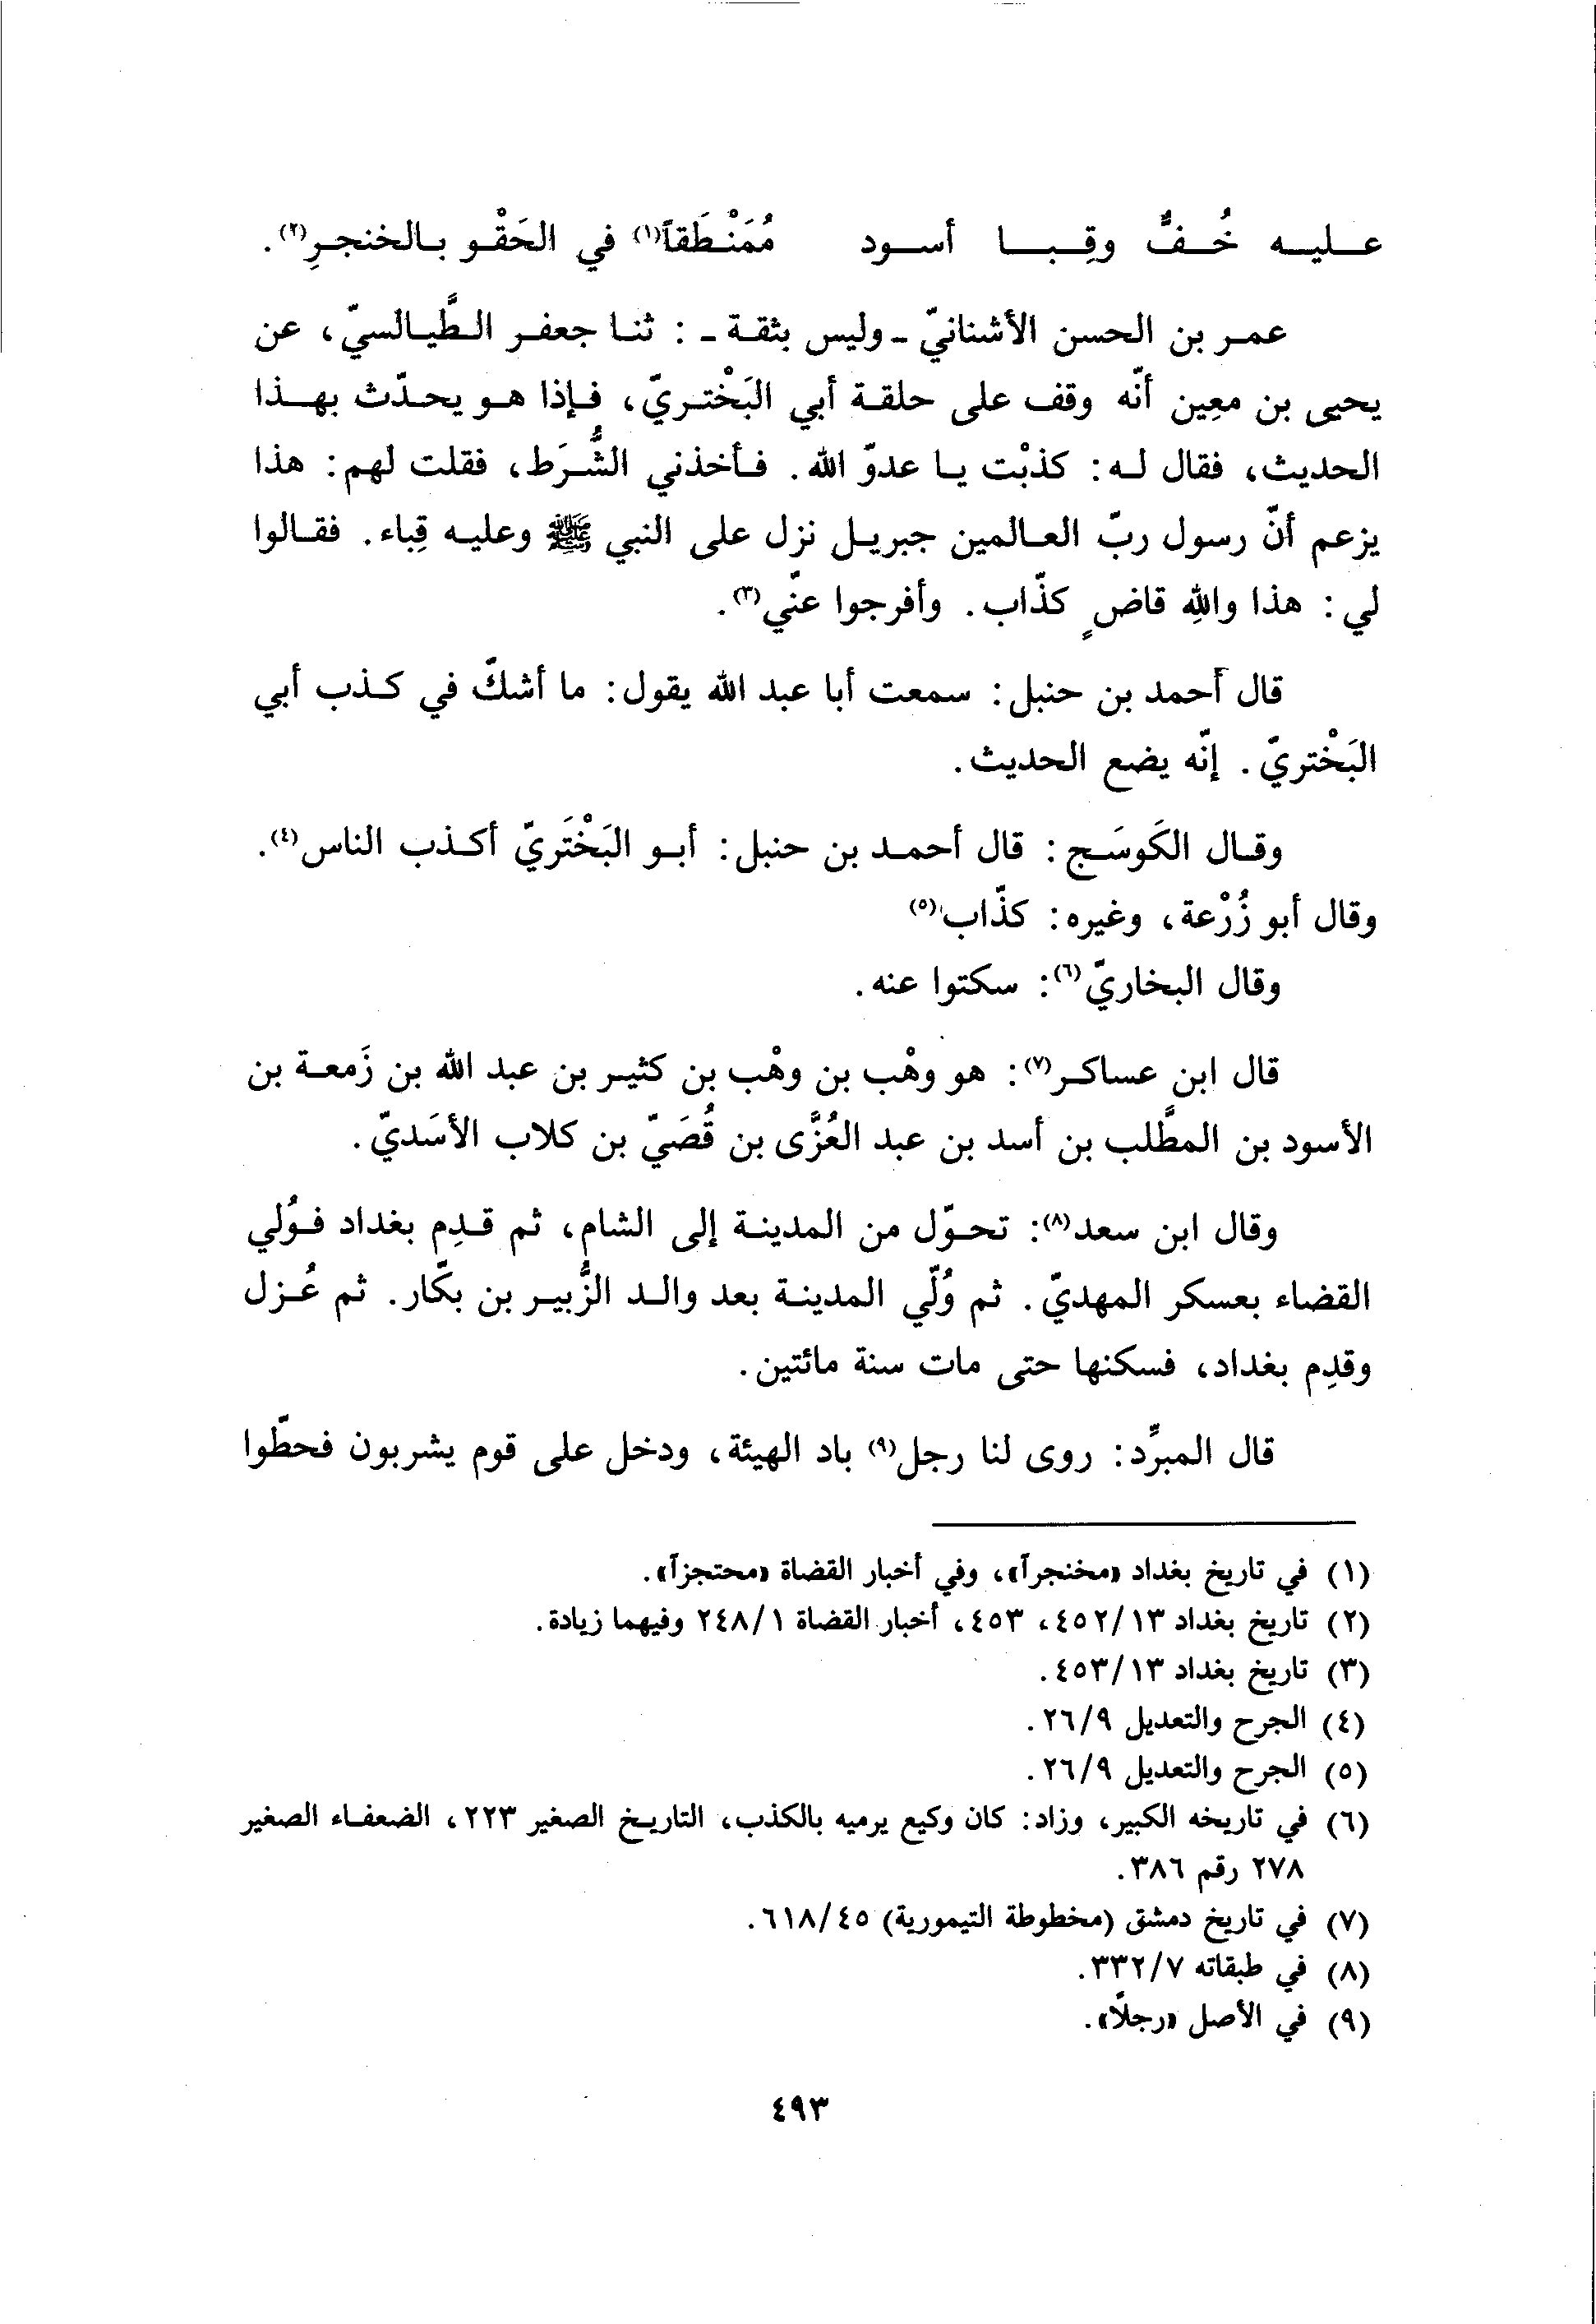 عليه خُفٌّ وقِبا أسود مُمَنْطَقاً(١) في الحَقْو بالخنجرِ(٢).
عمر بن الحسن الأشنانيّ - وليس بثقة - : ثنا جعفر الطَّيالسيّ، عن
يحيى بن معِين أنّه وقف على حلقة أبي البَخْتريّ، فإذا هو يحدّث بهذا
الحديث، فقال له: كذبْت يا عدوّ الله. فأخذني الشُّرَط، فقلت لهم: هذا
يزعم أنّ رسول ربّ العالمين جبريل نزل على النبي ﷺ وعليه قِباء. فقالوا
لي: هذا واللهِ قاضٍ كذّاب. وأفرجوا عنّي(٣).
قال أحمد بن حنبل: سمعت أبا عبد الله يقول: ما أشكّ في كذب أبي
البَخْتريّ. إنّه يضع الحديث.
وقال الكَوسَج: قال أحمد بن حنبل: أبو البَخْتَريّ أكذب الناس(٤).
وقال أبو زُرْعة، وغيره: كذّاب(٥)
وقال البخاريّ(٦): سكتوا عنه.
قال ابن عساكر(٧): هو وهْب بن وهْب بن كثير بن عبد الله بن زَمعة بن
الأسود بن المطَّلب بن أسد بن عبد العُزَّى بن قُصَيّ بن كلاب الأسَديّ.
وقال ابن سعد(٨): تحوّل من المدينة إلى الشام، ثم قدِم بغداد فوُلي
القضاء بعسكر المهديّ. ثم وُلّي المدينة بعد والد الزُّبير بن بكّار. ثم عُزل
وقدِم بغداد، فسكنها حتى مات سنة مائتين.
قال المبرِّد: روى لنا رجل(٩) باد الهيئة، ودخل على قوم يشربون فحطّوا
(١) في تاريخ بغداد «مخنجراً»، وفي أخبار القضاة «محتجزاً».
(٢) تاريخ بغداد ٤٥٢/١٣، ٤٥٣، أخبار القضاة ٢٤٨/١ وفيهما زيادة.
(٣) تاريخ بغداد ٤٥٣/١٣.
(٤) الجرح والتعديل ٢٦/٩.
(٥) الجرح والتعديل ٢٦/٩.
(٦) في تاريخه الكبير، وزاد: كان وكيع يرميه بالكذب، التاريخ الصغير ٢٢٣، الضعفاء الصغير
٢٧٨ رقم ٣٨٦.
(٧) في تاريخ دمشق (مخطوطة التيمورية) ٦١٨/٤٥.
(٨) في طبقاته ٣٣٢/٧.
(٩) في الأصل «رجلاً».
٤٩٣